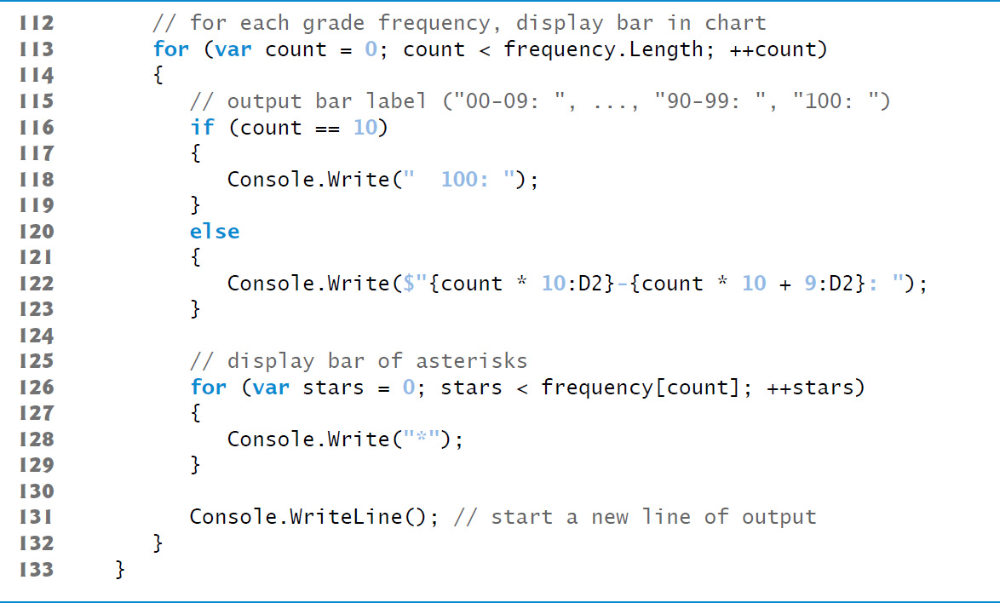 112 // for each grade frequency, display bar in chart
113 for (var count = 0; count < frequency.Length; ++count)
114 {
115 // output bar label ("00-09: ", ..., "90-99: ", "100: ")
116 if (count == 10)
117 {
118 Console.Write("  100: ");
119 }
120 else
121 {
122 Console.Write($"{count * 10:D2}-{count * 10 + 9:D2}: ");
123 }
124
125 // display bar of asterisks
126 for (var stars = 0; stars < frequency[count]; ++stars)
127 {
128 Console.Write("*");
129 }
130
131 Console.WriteLine(); // start a new line of output
132 }
133 }